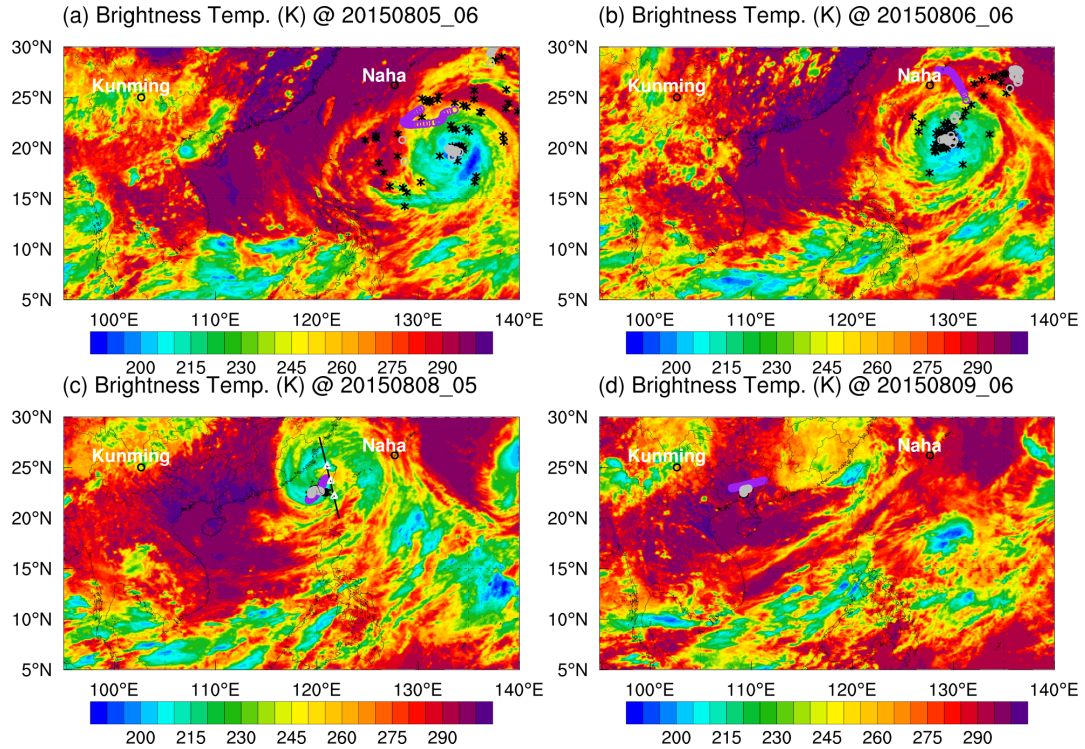 (a) Brightness Temp. (K) @ 20150805_06
30°N
25°N
20°N
15°N
10°N
5°N
Kunming
Naha
100°E 110°E 120°E 130°E 140°E
200 215 230 245 260 275 290
(b) Brightness Temp. (K) @ 20150806_06
30°N
25°N
20°N
15°N
10°N
5°N
Kunming
Naha
100°E 110°E 120°E 130°E 140°E
200 215 230 245 260 275 290
(c) Brightness Temp. (K) @ 20150808_05
30°N
25°N
20°N
15°N
10°N
5°N
Kunming
Naha
100°E 110°E 120°E 130°E 140°E
200 215 230 245 260 275 290
(d) Brightness Temp. (K) @ 20150809_06
30°N
25°N
20°N
15°N
10°N
5°N
Kunming
Naha
100°E 110°E 120°E 130°E 140°E
200 215 230 245 260 275 290